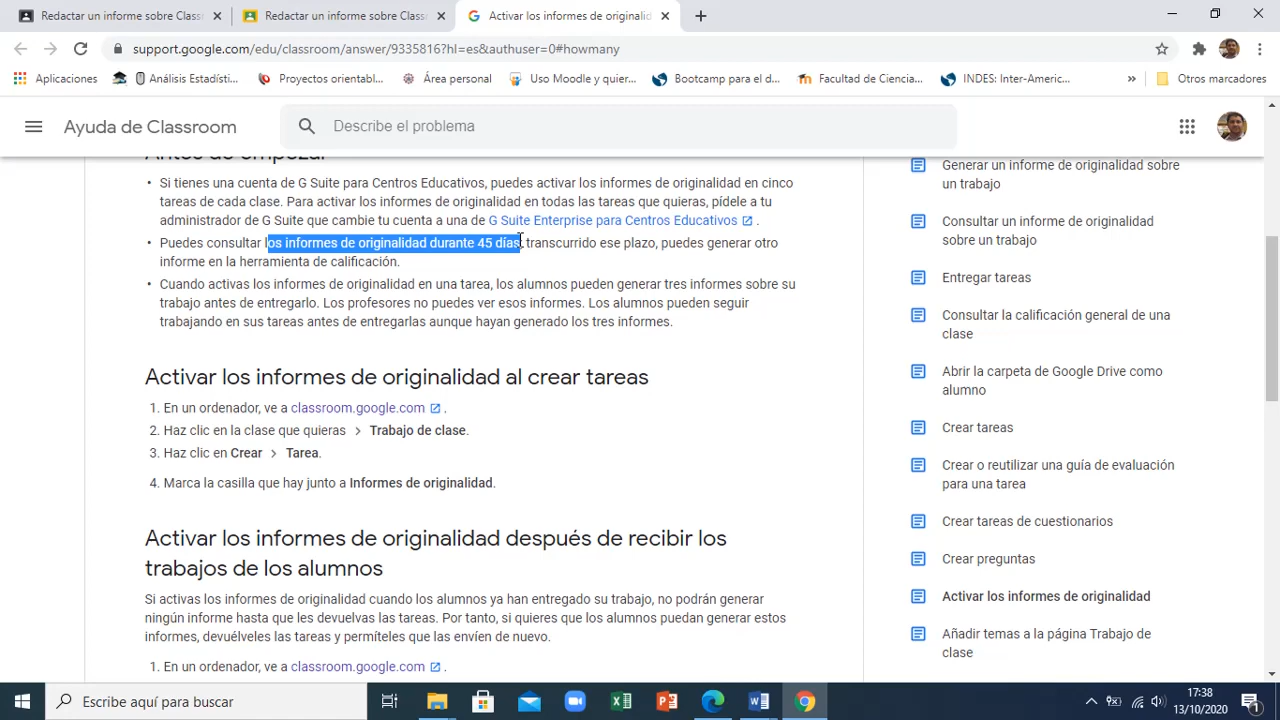 Redactar un informe sobre Classr
Redactar un informe sobre Classr
Activar los informes de originalid
support.google.com/edu/classroom/answer/9335816?hl=es&authuser=0#howmany
Aplicaciones
Análisis Estadísti...
Proyectos orientabl...
Área personal
Uso Moodle y quier...
Bootcamp para el d...
Facultad de Cienci...
INDES: Inter-Americ...
»
Otros marcadores
Ayuda de Classroom
Describe el problema
Antes de empezar
• Si tienes una cuenta de G Suite para Centros Educativos, puedes activar los informes de originalidad en cinco
tareas de cada clase. Para activar los informes de originalidad en todas las tareas que quieras, pídele a tu
administrador de G Suite que cambie tu cuenta a una de G Suite Enterprise para Centros Educativos .
• Puedes consultar los informes de originalidad durante 45 días; transcurrido ese plazo, puedes generar otro
informe en la herramienta de calificación.
• Cuando activas los informes de originalidad en una tarea, los alumnos pueden generar tres informes sobre su
trabajo antes de entregarlo. Los profesores no puedes ver esos informes. Los alumnos pueden seguir
trabajando en sus tareas antes de entregarlas aunque hayan generado los tres informes.
Activar los informes de originalidad al crear tareas
1. En un ordenador, ve a classroom.google.com .
2. Haz clic en la clase que quieras > Trabajo de clase.
3. Haz clic en Crear > Tarea.
4. Marca la casilla que hay junto a Informes de originalidad.
Activar los informes de originalidad después de recibir los
trabajos de los alumnos
Si activas los informes de originalidad cuando los alumnos ya han entregado su trabajo, no podrán generar
ningún informe hasta que les devuelvas las tareas. Por tanto, si quieres que los alumnos puedan generar estos
informes, devuélveles las tareas y permíteles que las envíen de nuevo.
1. En un ordenador, ve a classroom.google.com .
Generar un informe de originalidad sobre
un trabajo
Consultar un informe de originalidad
sobre un trabajo
Entregar tareas
Consultar la calificación general de una
clase
Abrir la carpeta de Google Drive como
alumno
Crear tareas
Crear o reutilizar una guía de evaluación
para una tarea
Crear tareas de cuestionarios
Crear preguntas
Activar los informes de originalidad
Añadir temas a la página Trabajo de
clase
Escribe aquí para buscar
17:38
13/10/2020
1